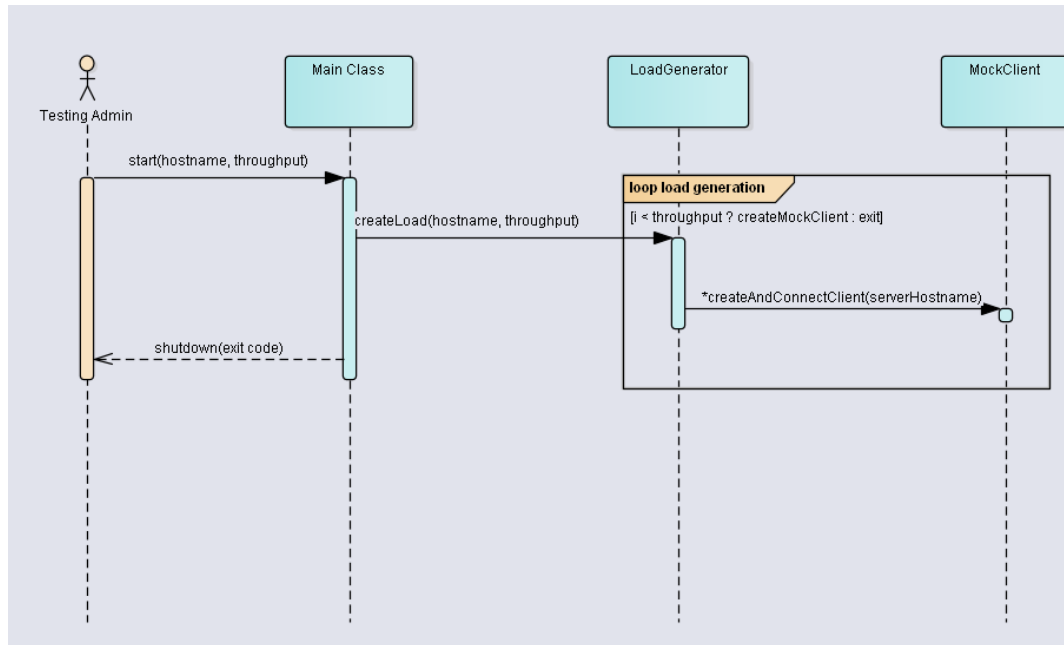 Main Class
LoadGenerator
MockClient
Testing Admin
start(hostname, throughput)
loop load generation
[i < throughput ? createMockClient : exit]
createLoad(hostname, throughput)
*createAndConnectClient(serverHostname)
shutdown(exit code)